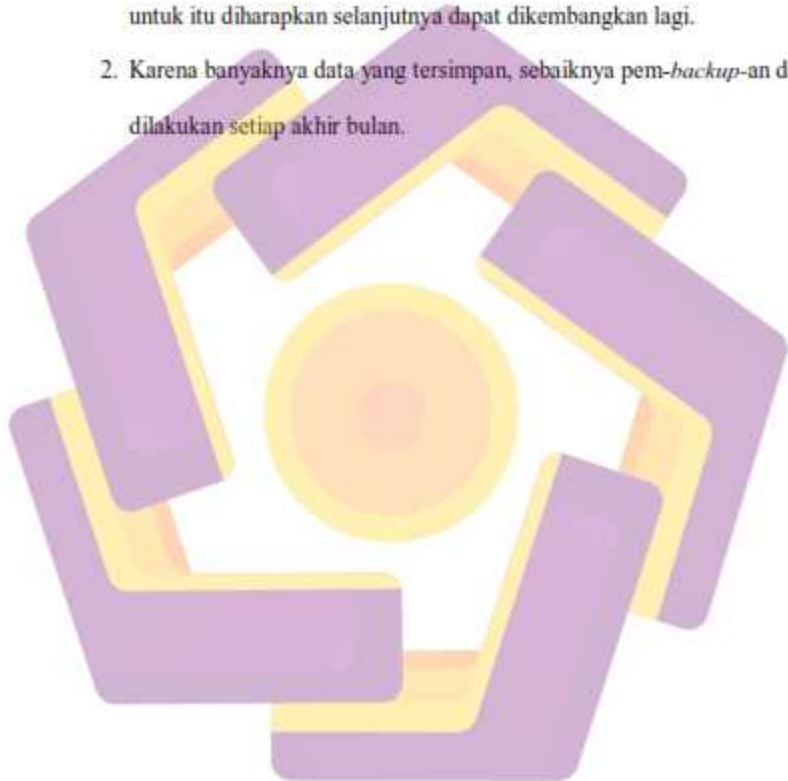 untuk itu diharapkan selanjutnya dapat dikembangkan lagi.
2. Karena banyaknya data yang tersimpan, sebaiknya pem-backup-an d
dilakukan setiap akhir bulan.